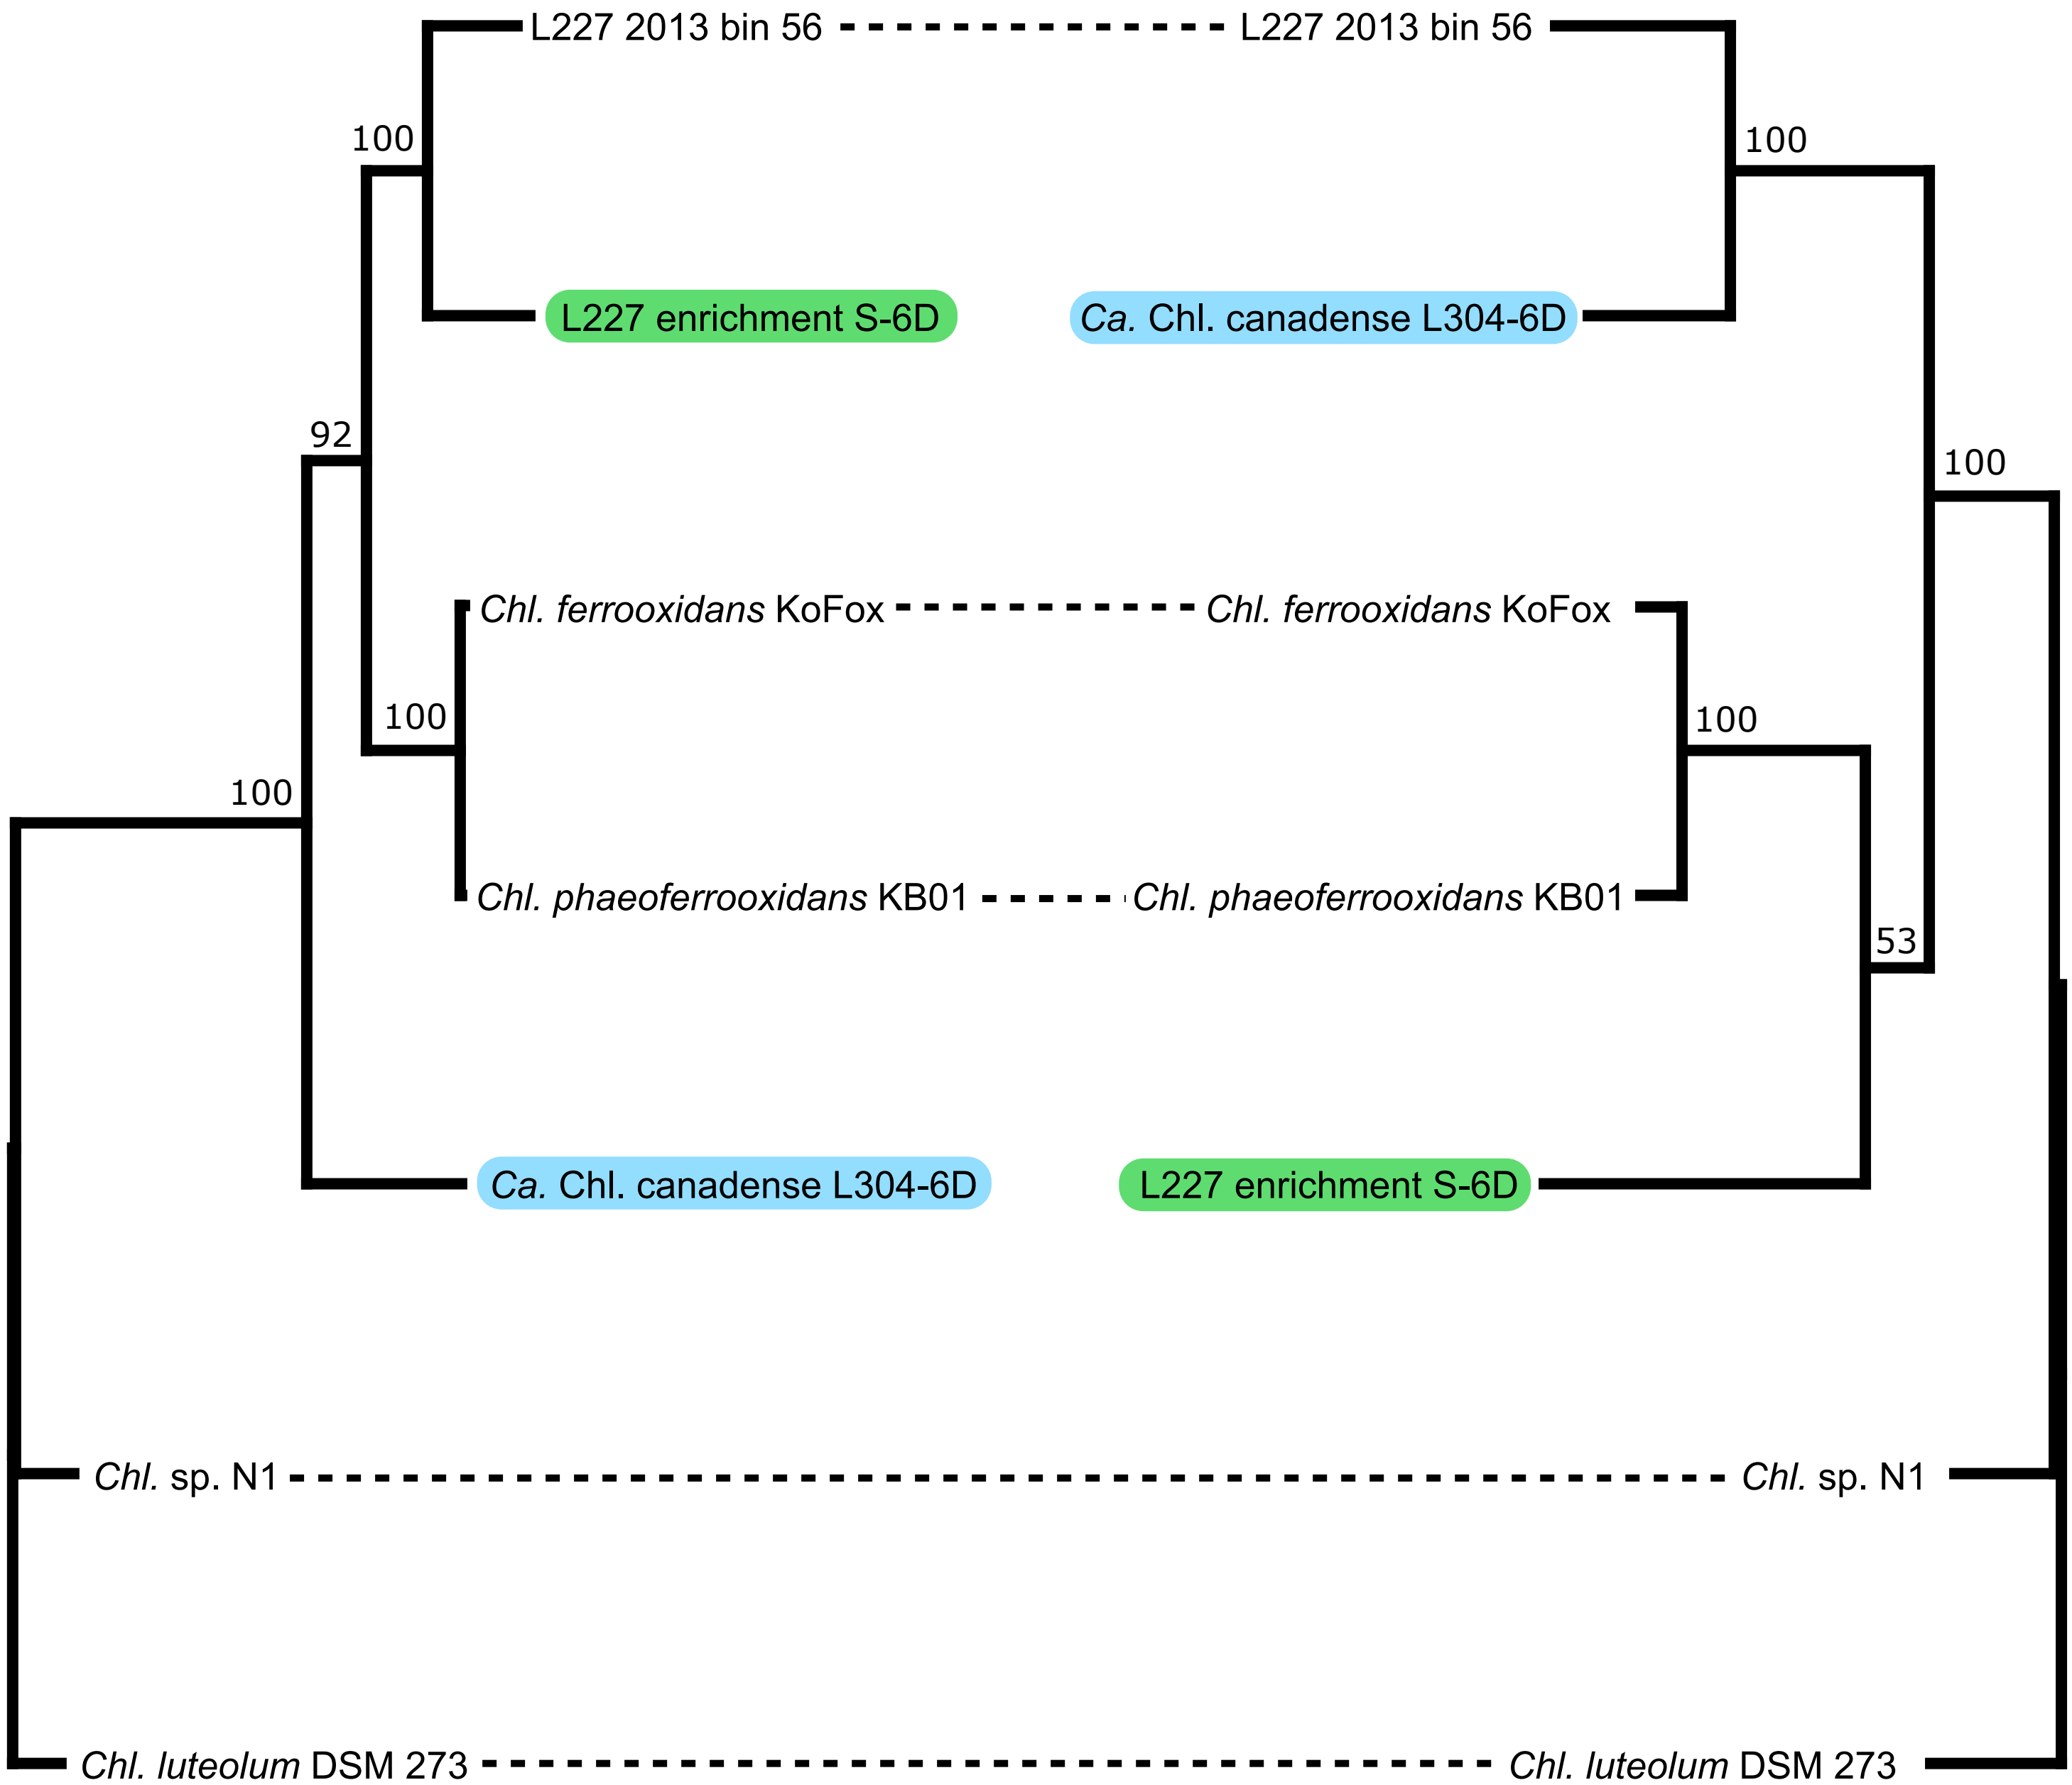 L227 2013 bin 56 L227 2013 bin 56
100 100
L227 enrichment S-6D Ca. Chl. canadense L304-6D
92 100
Chl. ferrooxidans KoFox Chl. ferrooxidans KoFox
100 100
100
Chl. phaeoferrooxidans KB01 Chl. phaeoferrooxidans KB01
53
Ca. Chl. canadense L304-6D L227 enrichment S-6D
Chl. sp. N1 Chl. sp. N1
Chl. luteolum DSM 273 Chl. luteolum DSM 273